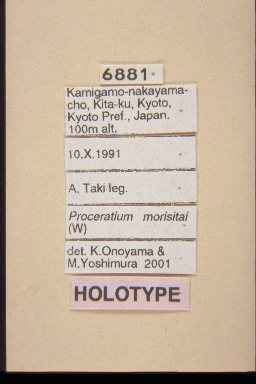 6881
Kamigamo-nakayama-
cho, Kita-ku, Kyoto,
Kyoto Pref., Japan.
100m alt.
10.X.1991
A. Taki leg.
Proceratium morisitai
(W)
det. K.Onoyama &
M.Yoshimura 2001
HOLOTYPE